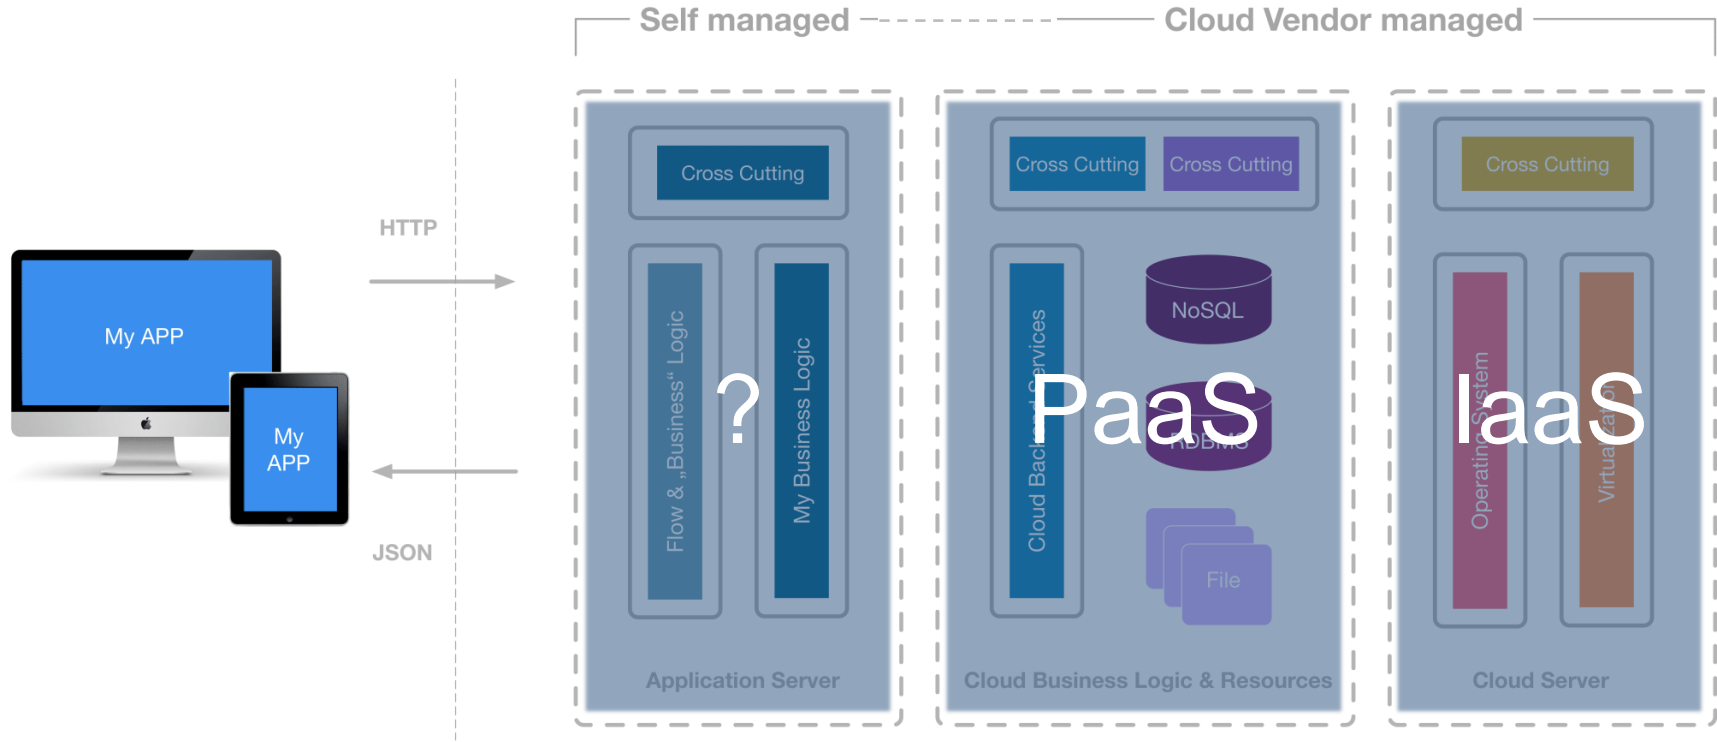 Self managed
Cloud Vendor managed
HTTP
JSON
My APP
My
APP
Cross Cutting
Flow & „Business“ Logic
My Business Logic
?
Application Server
Cross Cutting
Cross Cutting
Cloud Backend Services
NoSQL
RDBMS
File
PaaS
Cloud Business Logic & Resources
Cross Cutting
Operating System
Virtualizator
IaaS
Cloud Server